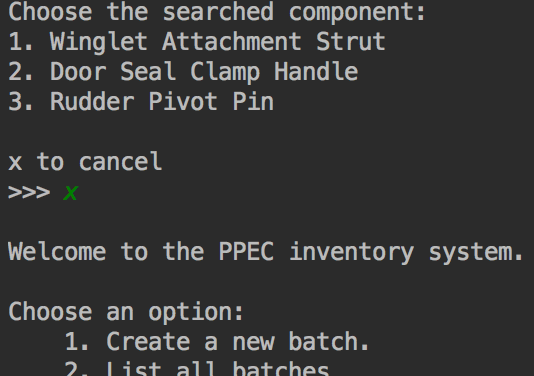 Choose the searched component:
1. Winglet Attachment Strut
2. Door Seal Clamp Handle
3. Rudder Pivot Pin
x to cancel
>>> x
Welcome to the PPEC inventory system.
Choose an option:
1. Create a new batch.
2. List all batches